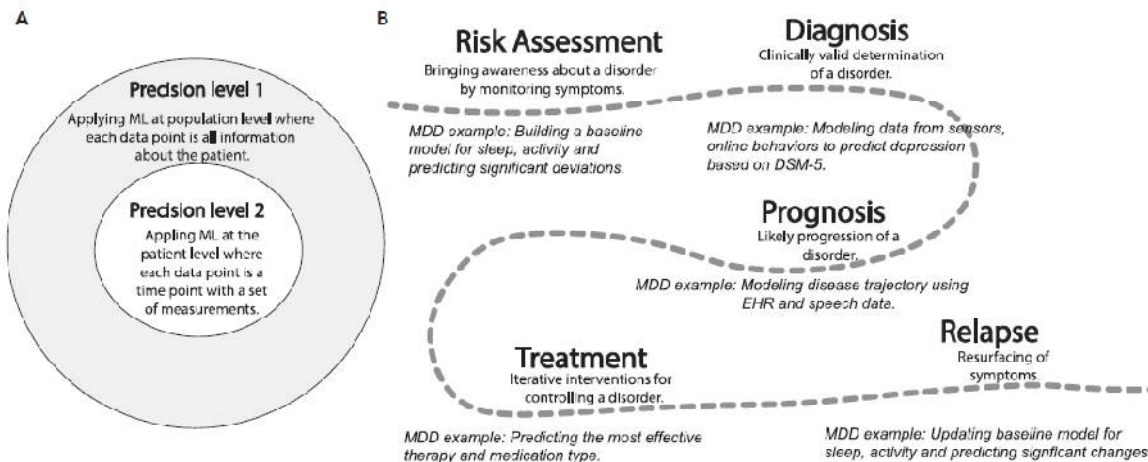 A
Precision level 1
Applying ML at population level where
each data point is all information
about the patient.
Precision level 2
Appling ML at the
patient level where
each data point is a
time point with a set
of measurements.
B
Risk Assessment
Bringing awareness about a disorder
by monitoring symptoms.
MDD example: Building a baseline
model for sleep, activity and
predicting significant deviations.
Diagnosis
Clinically valid determination
of a disorder.
MDD example: Modeling data from sensors,
online behaviors to predict depression
based on DSM-5.
Prognosis
Likely progression of a
disorder.
MDD example: Modeling disease trajectory using
EHR and speech data.
Treatment
Iterative interventions for
controlling a disorder.
MDD example: Predicting the most effective
therapy and medication type.
Relapse
Resurfacing of
symptoms.
MDD example: Updating baseline model for
sleep, activity and predicting signficant changed